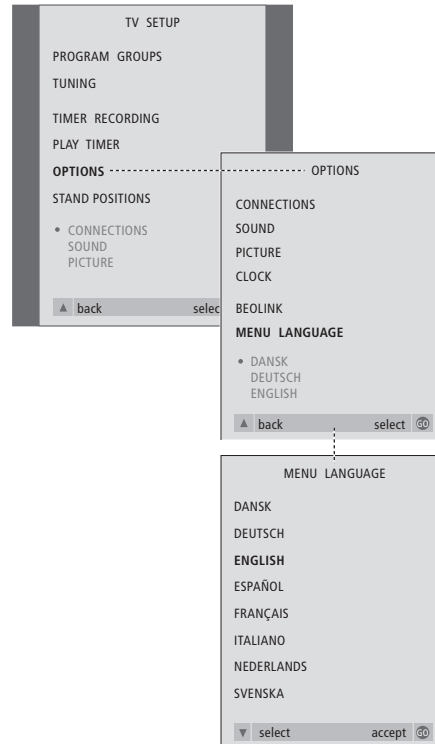 TV SETUP
PROGRAM GROUPS
TUNING
TIMER RECORDING
PLAY TIMER
OPTIONS
STAND POSITIONS
• CONNECTIONS
SOUND
PICTURE
▲ back selec
OPTIONS
CONNECTIONS
SOUND
PICTURE
CLOCK
BEOLINK
MENU LANGUAGE
• DANSK
DEUTSCH
ENGLISH
▲ back select GO
MENU LANGUAGE
DANSK
DEUTSCH
ENGLISH
ESPAÑOL
FRANÇAIS
ITALIANO
NEDERLANDS
SVENSKA
▼ select accept GO